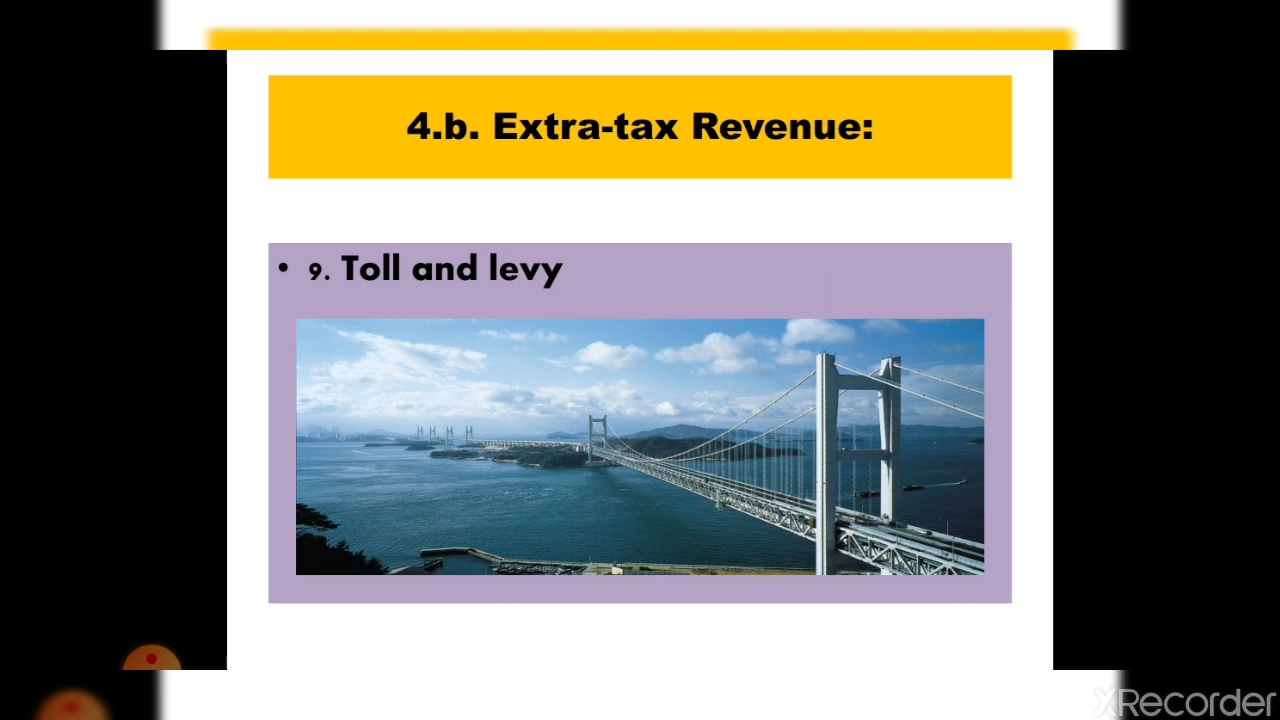 4.b. Extra-tax Revenue:
• 9. Toll and levy
XRecorder